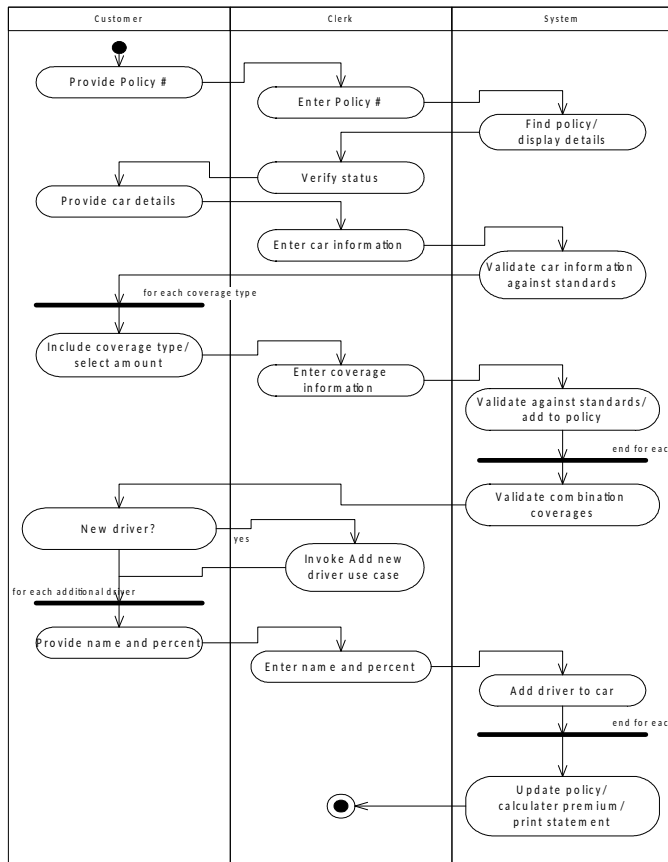 Customer
Clerk
System
Provide Policy #
Enter Policy #
Find policy/
display details
Verify status
Provide car details
Enter car information
Validate car information
against standards
for each coverage type
Include coverage type/
select amount
Enter coverage
information
Validate against standards/
add to policy
end for each
Validate combination
coverages
New driver?
yes
Invoke Add new
driver use case
for each additional driver
Provide name and percent
Enter name and percent
Add driver to car
end for each
Update policy/
calculater premium/
print statement